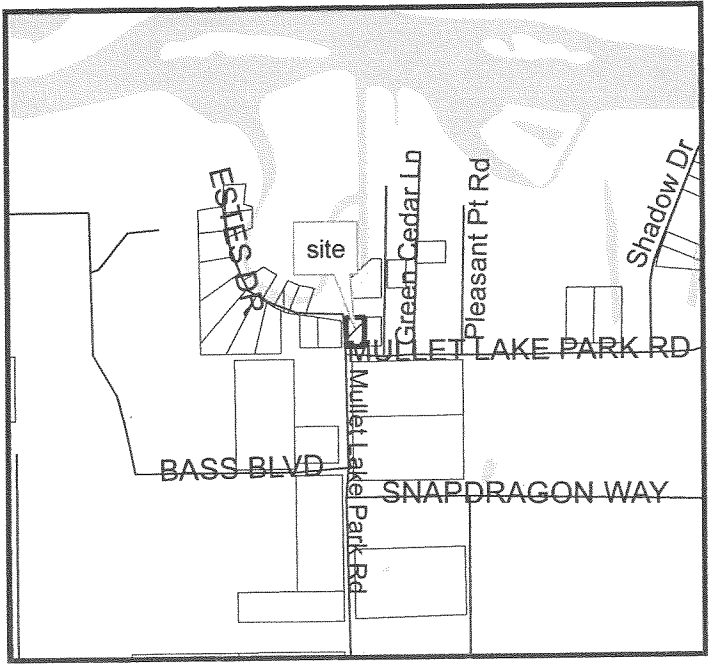 ESTES DR
site
Green Cedar Ln
Pleasant Pt Rd
Shadow Dr
MULLET LAKE PARK RD
Mullet Lake Park Rd
BASS BLVD
SNAPDRAGON WAY